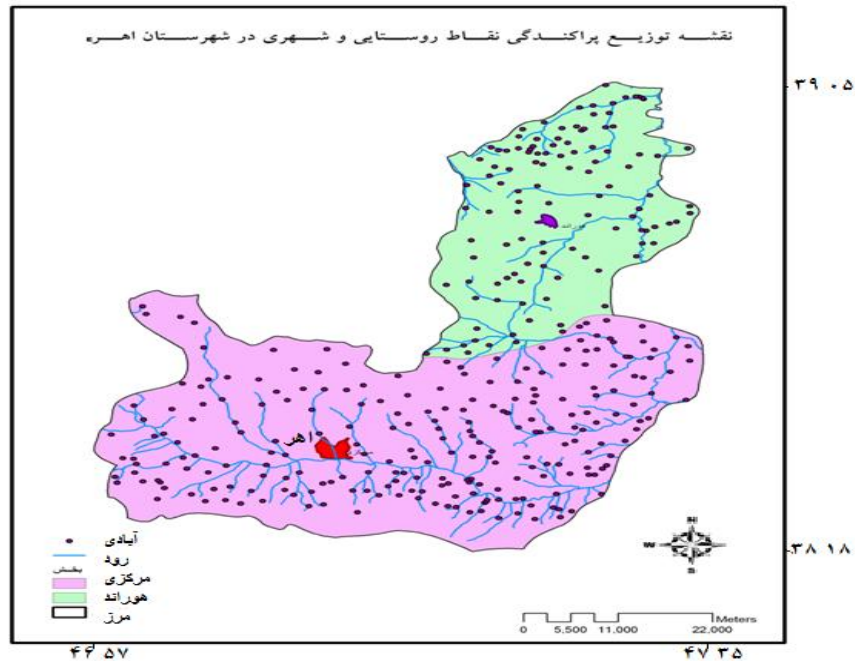 نقشه توزیع پراکندگی نقاط روستایی و شهری در شهرستان اهر
۳۹ ۰۵
هوراند
اهر
آبادی
رود
بخش
مرکزی
هوراند
مرز
N
W E
S
۳۸ ۱۸
Meters
0 5,500 11,000 22,000
۴۶ ۵۷
۴۷ ۳۵